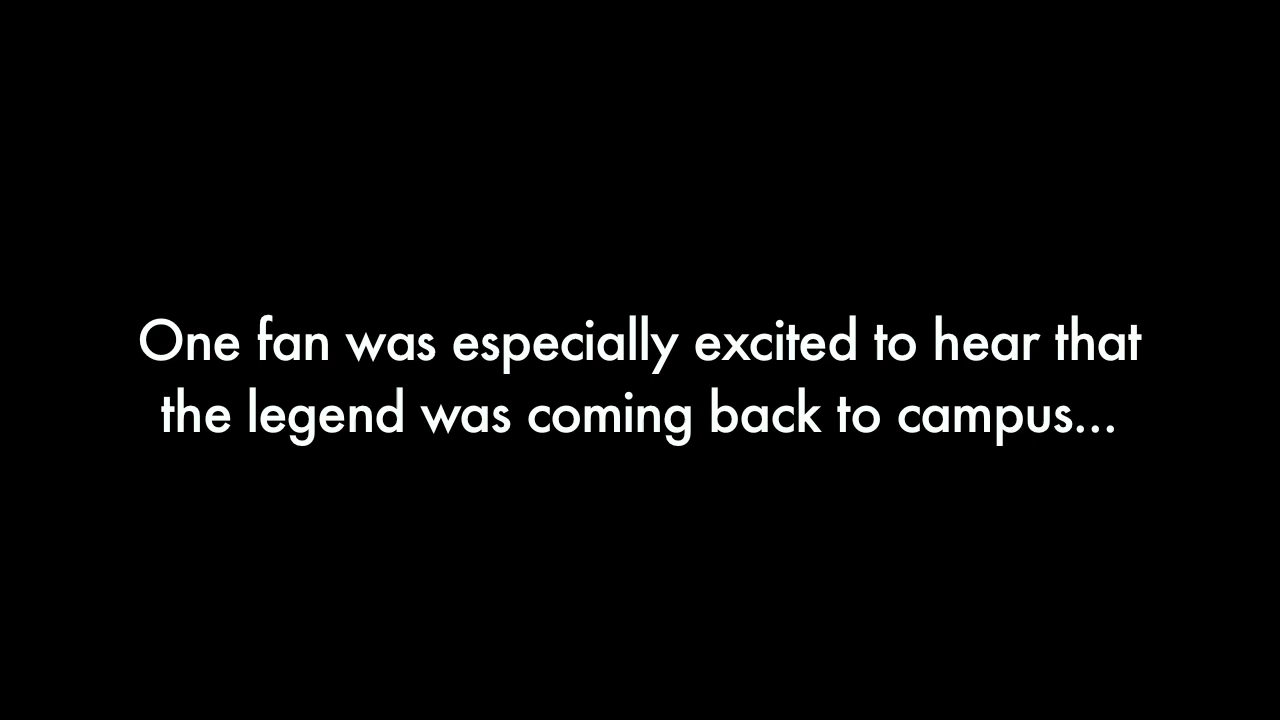 One fan was especially excited to hear that
the legend was coming back to campus...